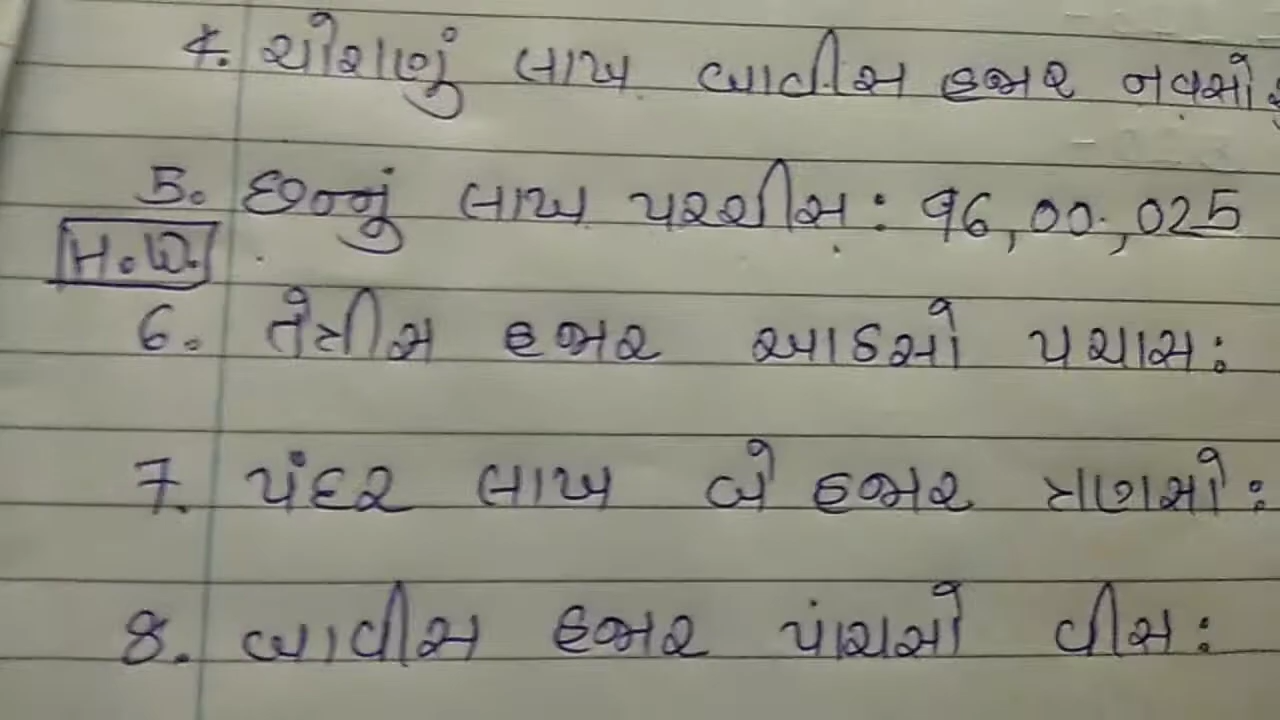 4. ચોરાણું લાખ બાવીસ હજાર નવસો
5. છન્નું લાખ પચ્ચીસ: 96,00,025
H.W.
6. તેત્રીસ હજાર આઠસો પચાસ:
7. પંદર લાખ બે હજાર ત્રણસો:
8. બાવીસ હજાર પાંચસો વીસ: